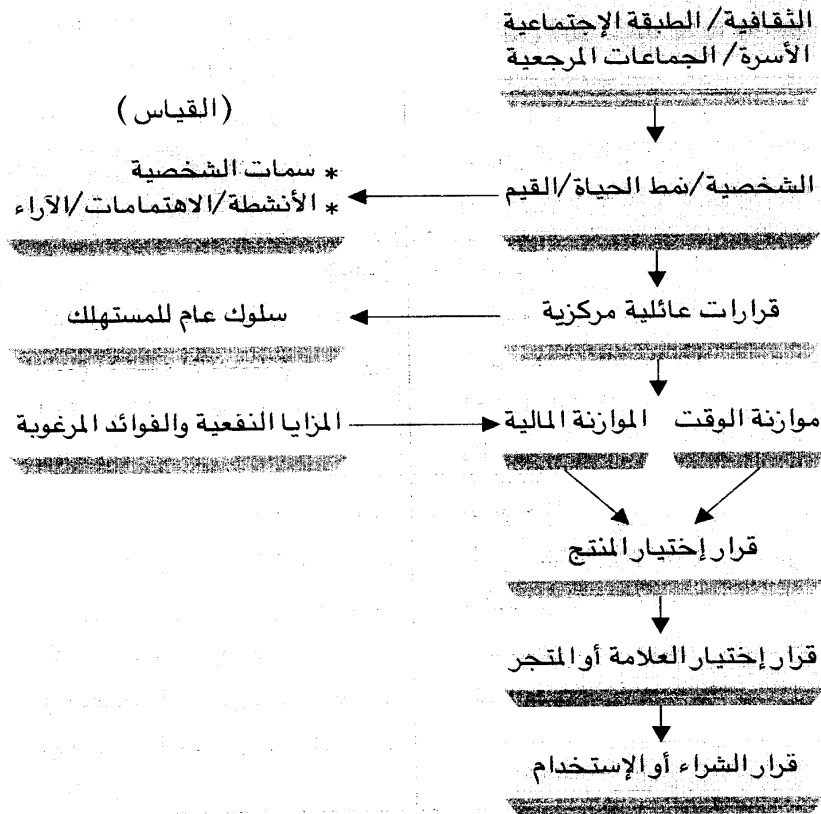 الثقافية/ الطبقة الإجتماعية
الأسرة/ الجماعات المرجعية
(القياس)
الشخصية/نمط الحياة/القيم
* سمات الشخصية
* الأنشطة/الاهتمامات/الآراء
قرارات عائلية مركزية
سلوك عام للمستهلك
موازنة الوقت
الموازنة المالية
المزايا النفعية والفوائد المرغوبة
قرار إختيار المنتج
قرار إختيار العلامة أو المتجر
قرار الشراء أو الإستخدام